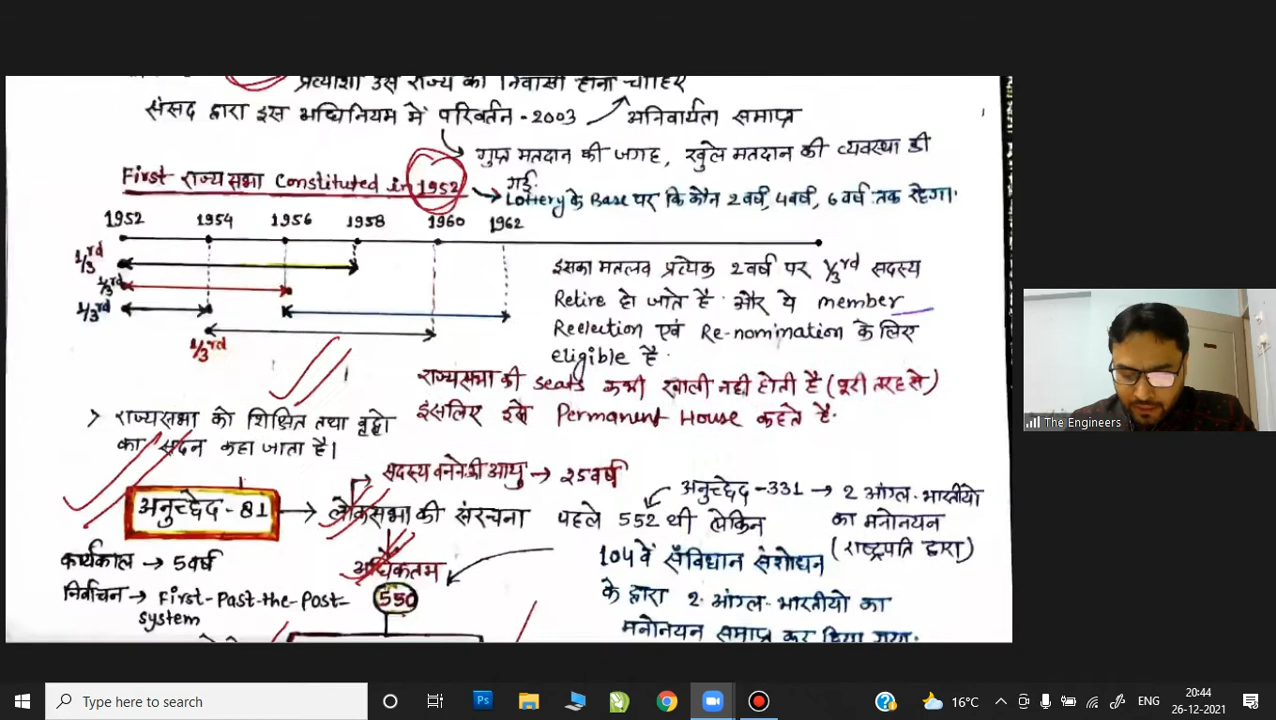 प्रत्याशी उस राज्य का निवासी होना चाहिए
संसद द्वारा इस अधिनियम में परिवर्तन - 2003 → अनिवार्यता समाप्त
गुप्त मतदान की जगह, खुले मतदान की व्यवस्था की गई.
First राज्यसभा Constituted in 1952
Lottery के Base पर कि कौन 2 वर्ष, 4 वर्ष, 6 वर्ष तक रहेगा.
1952 1954 1956 1958 1960 1962
1/3rd
1/3rd
1/3rd
1/3rd
इसका मतलब प्रत्येक 2 वर्ष पर 1/3rd सदस्य
Retire हो जाते है. और ये member
Reelection एवं Re-nomination के लिए
eligible है.
राज्यसभा की seats कभी खाली नही होती है (पूरी तरह से)
इसलिए इसे Permanent House कहते है.
> राज्यसभा को शिक्षित तथा वृद्धो
का सदन कहा जाता है।
सदस्य बनने की आयु → 25 वर्ष
अनुच्छेद - 81 → लोकसभा की संरचना
पहले 552 थी लेकिन
अनुच्छेद - 331 → 2 आंग्ल-भारतीयो
का मनोनयन
(राष्ट्रपति द्वारा)
104 वें संविधान संशोधन
के द्वारा 2 आंग्ल-भारतीयो का
मनोनयन समाप्त कर दिया गया.
अधिकतम
550
कार्यकाल → 5 वर्ष
निर्वाचन → First-Past-the-Post-
system
The Engineers
Type here to search
16°C
ENG
20:44
26-12-2021